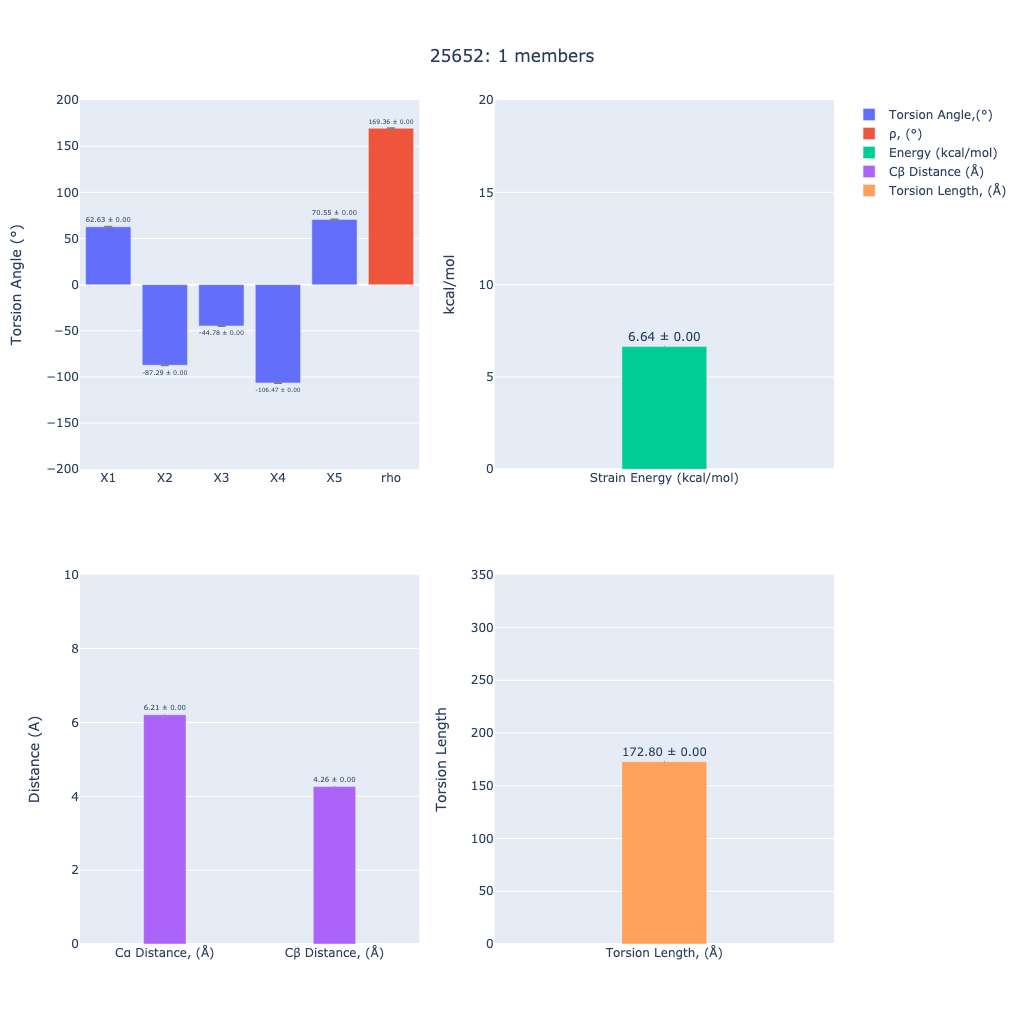 25652: 1 members
Torsion Angle (°)
200
150
100
50
0
−50
−100
−150
−200
62.63 ± 0.00
-87.29 ± 0.00
-44.78 ± 0.00
-106.47 ± 0.00
70.55 ± 0.00
169.36 ± 0.00
X1
X2
X3
X4
X5
rho
kcal/mol
20
15
10
5
0
6.64 ± 0.00
Strain Energy (kcal/mol)
Torsion Angle,(°)
ρ, (°)
Energy (kcal/mol)
Cβ Distance (Å)
Torsion Length, (Å)
Distance (A)
10
8
6
4
2
0
6.21 ± 0.00
4.26 ± 0.00
Cα Distance, (Å)
Cβ Distance, (Å)
Torsion Length
350
300
250
200
150
100
50
0
172.80 ± 0.00
Torsion Length, (Å)